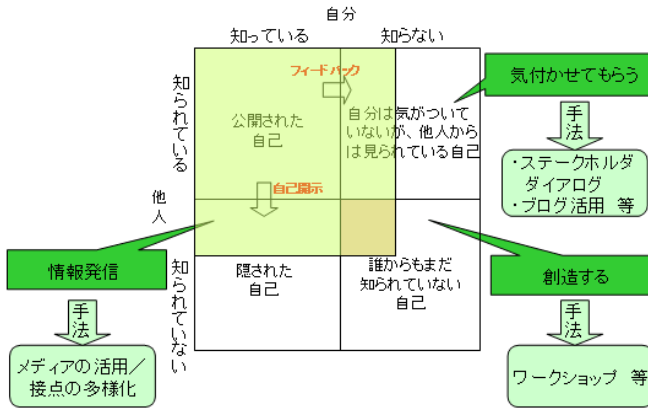 自分
知っている
知らない
フィードバック
気付かせてもらう
知られている
公開された
自己
自分は気がついて
いないが、他人から
は見られている自己
手法
・ステークホルダ
ダイアログ
・ブログ活用 等
自己開示
他人
情報発信
知られていない
隠された
自己
誰からもまだ
知られていない
自己
創造する
手法
手法
メディアの活用／
接点の多様化
ワークショップ 等